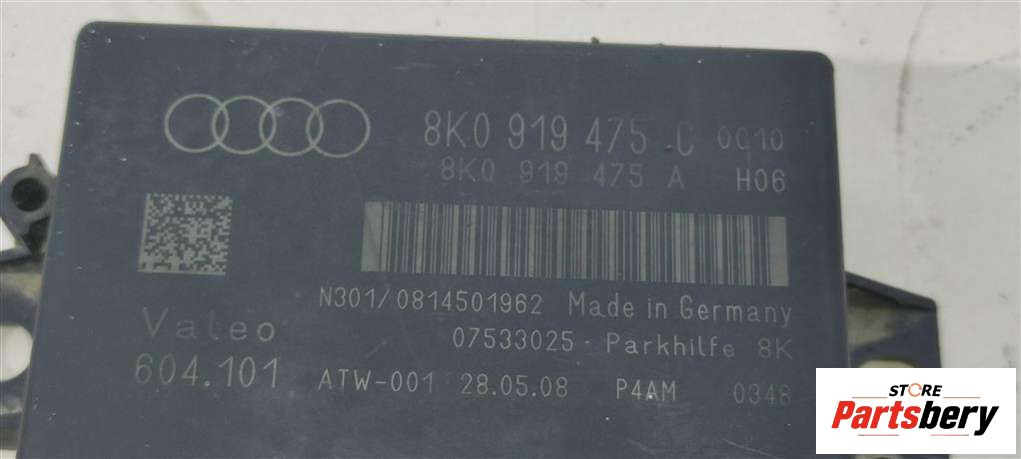 8K0 919 475 C 0010
8K0 919 475 A H06
N301/0814501962 Made in Germany
Valeo 07533025 - Parkhilfe 8K
604.101 ATW-001 28.05.08 P4AM 0348
STORE
Partsbery